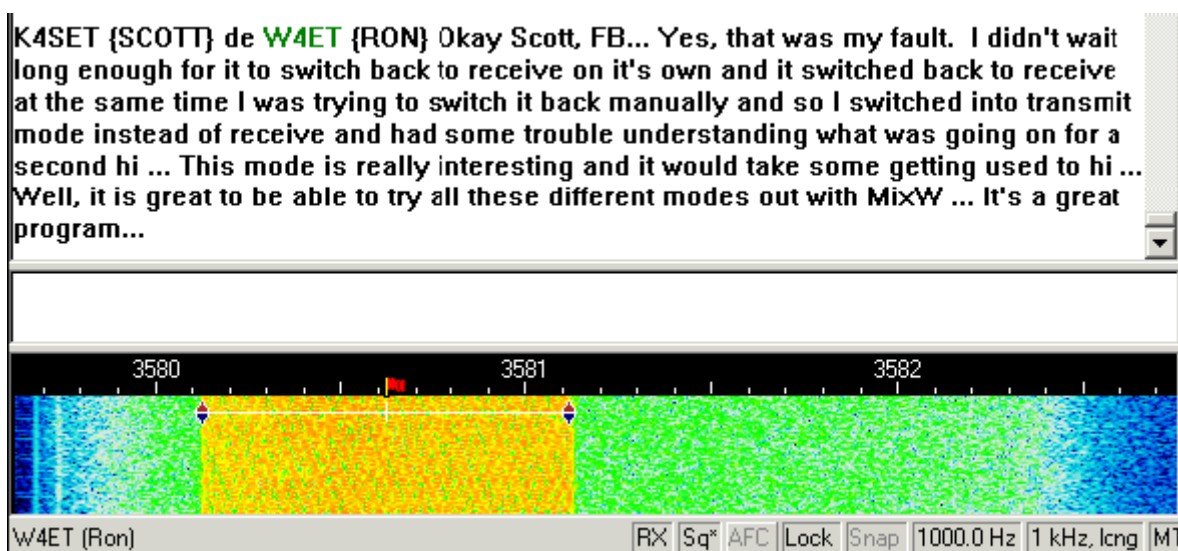 K4SET {SCOTT} de W4ET {RON} Okay Scott, FB... Yes, that was my fault.  I didn't wait
long enough for it to switch back to receive on it's own and it switched back to receive
at the same time I was trying to switch it back manually and so I switched into transmit
mode instead of receive and had some trouble understanding what was going on for a
second hi ... This mode is really interesting and it would take some getting used to hi ...
Well, it is great to be able to try all these different modes out with MixW ... It's a great
program...
3580 3581 3582
W4ET (Ron) RX Sq* AFC Lock Snap 1000.0 Hz 1 kHz, long MT